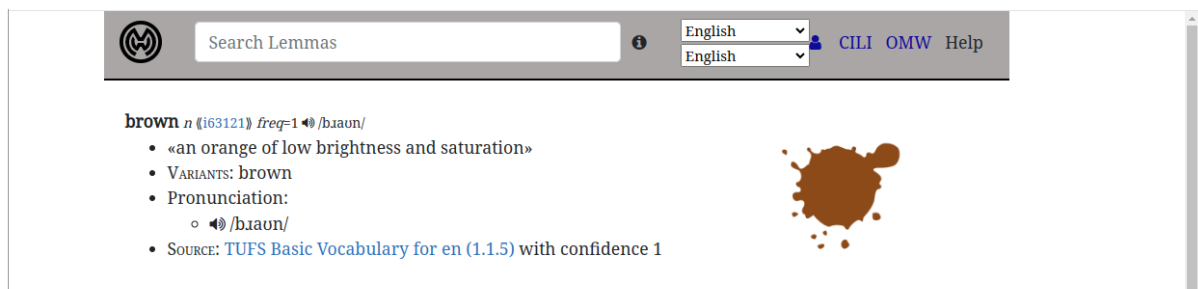 Search Lemmas
English
English
CILI OMW Help
brown n ⟪i63121⟫ freq=1 /bɹaʊn/
• «an orange of low brightness and saturation»
• Variants: brown
• Pronunciation:
◦ /bɹaʊn/
• Source: TUFS Basic Vocabulary for en (1.1.5) with confidence 1